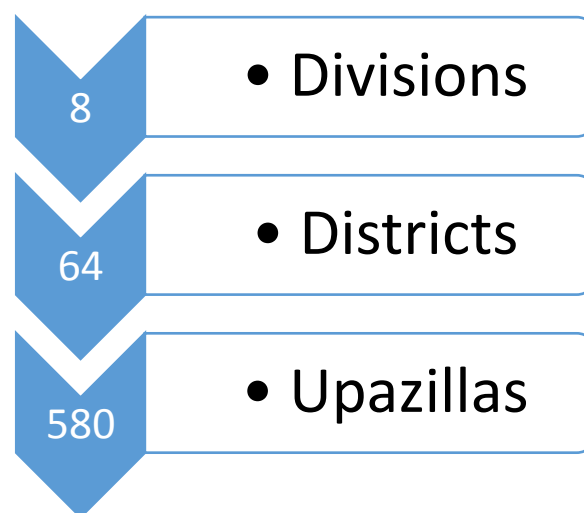 8
• Divisions
64
• Districts
580
• Upazillas